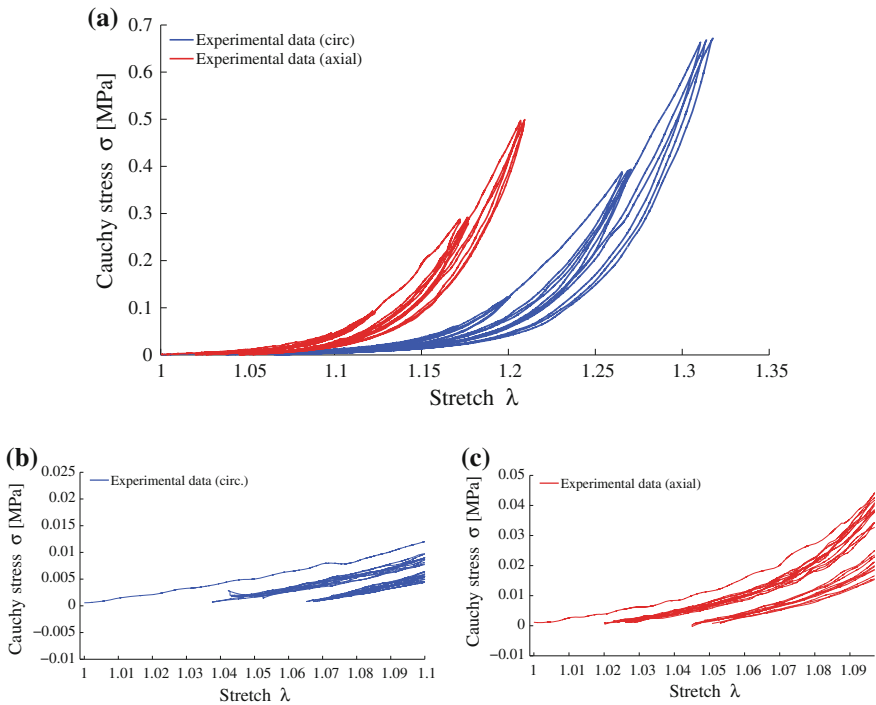 (a)
0.7
0.6
0.5
0.4
0.3
0.2
0.1
0
Cauchy stress σ [MPa]
Experimental data (circ)
Experimental data (axial)
1 1.05 1.1 1.15 1.2 1.25 1.3 1.35
Stretch λ
(b)
0.025
0.02
0.015
0.01
0.005
0
−0.005
−0.01
Cauchy stress σ [MPa]
Experimental data (circ.)
1 1.01 1.02 1.03 1.04 1.05 1.06 1.07 1.08 1.09 1.1
Stretch λ
(c)
0.05
0.04
0.03
0.02
0.01
0
−0.01
Cauchy stress σ [MPa]
Experimental data (axial)
1 1.01 1.02 1.03 1.04 1.05 1.06 1.07 1.08 1.09
Stretch λ